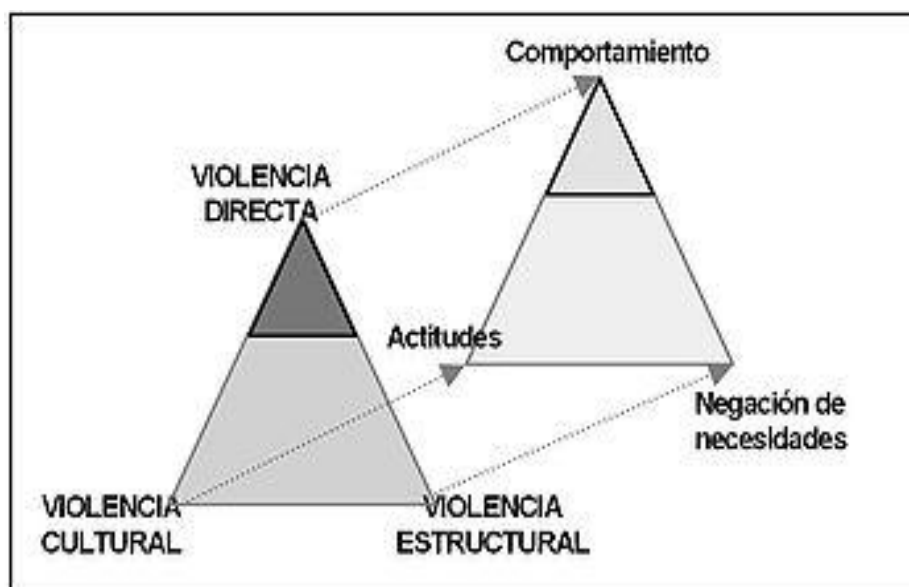 Comportamiento
VIOLENCIA
DIRECTA
Actitudes
Negación de
necesidades
VIOLENCIA
CULTURAL
VIOLENCIA
ESTRUCTURAL